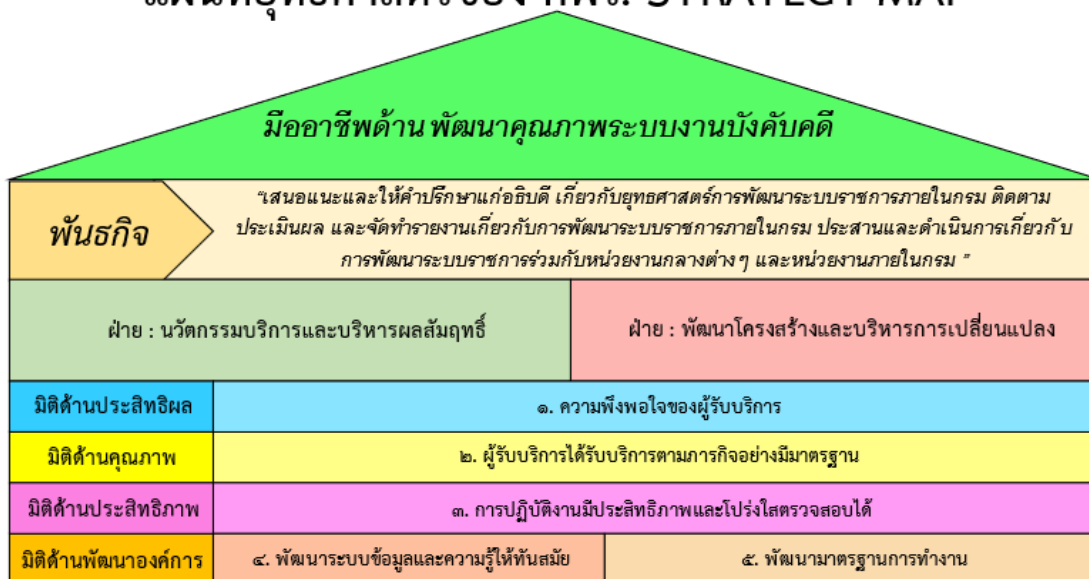 แผนที่ยุทธศาสตร์ของ กพร. STRATEGY MAP
มืออาชีพด้าน พัฒนาคุณภาพระบบงานบังคับคดี
พันธกิจ
"เสนอแนะและให้คำปรึกษาแก่อธิบดี เกี่ยวกับยุทธศาสตร์การพัฒนาระบบราชการภายในกรม ติดตาม
ประเมินผล และจัดทำรายงานเกี่ยวกับการพัฒนาระบบราชการภายในกรม ประสานและดำเนินการเกี่ยวกับ
การพัฒนาระบบราชการร่วมกับหน่วยงานกลางต่างๆ และหน่วยงานภายในกรม "
ฝ่าย : นวัตกรรมบริการและบริหารผลสัมฤทธิ์
ฝ่าย : พัฒนาโครงสร้างและบริหารการเปลี่ยนแปลง
มิติด้านประสิทธิผล
๑. ความพึงพอใจของผู้รับบริการ
มิติด้านคุณภาพ
๒. ผู้รับบริการได้รับบริการตามภารกิจอย่างมีมาตรฐาน
มิติด้านประสิทธิภาพ
๓. การปฏิบัติงานมีประสิทธิภาพและโปร่งใสตรวจสอบได้
มิติด้านพัฒนาองค์การ
๔. พัฒนาระบบข้อมูลและความรู้ให้ทันสมัย
๕. พัฒนามาตรฐานการทำงาน